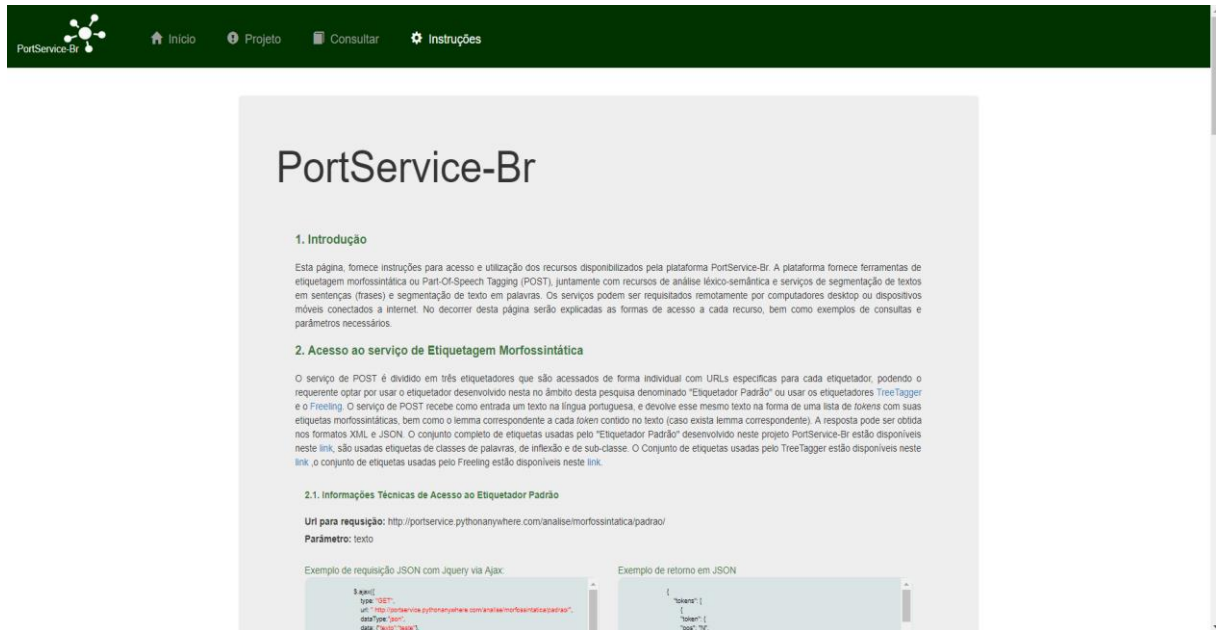 PortService-Br
Início
Projeto
Consultar
Instruções
PortService-Br
1. Introdução
Esta página, fornece instruções para acesso e utilização dos recursos disponibilizados pela plataforma PortService-Br. A plataforma fornece ferramentas de
etiquetagem morfossintática ou Part-Of-Speech Tagging (POST), juntamente com recursos de análise léxico-semântica e serviços de segmentação de textos
em sentenças (frases) e segmentação de texto em palavras. Os serviços podem ser requisitados remotamente por computadores desktop ou dispositivos
móveis conectados a internet. No decorrer desta página serão explicadas as formas de acesso a cada recurso, bem como exemplos de consultas e
parâmetros necessários.
2. Acesso ao serviço de Etiquetagem Morfossintática
O serviço de POST é dividido em três etiquetadores que são acessados de forma individual com URLs especificas para cada etiquetador, podendo o
requerente optar por usar o etiquetador desenvolvido nesta no âmbito desta pesquisa denominado "Etiquetador Padrão" ou usar os etiquetadores TreeTagger
e o Freeling. O serviço de POST recebe como entrada um texto na língua portuguesa, e devolve esse mesmo texto na forma de uma lista de tokens com suas
etiquetas morfossintáticas, bem como o lemma correspondente a cada token contido no texto (caso exista lemma correspondente). A resposta pode ser obtida
nos formatos XML e JSON. O conjunto completo de etiquetas usadas pelo "Etiquetador Padrão" desenvolvido neste projeto PortService-Br estão disponíveis
neste link, são usadas etiquetas de classes de palavras, de inflexão e de sub-classe. O Conjunto de etiquetas usadas pelo TreeTagger estão disponíveis neste
link ,o conjunto de etiquetas usadas pelo Freeling estão disponíveis neste link.
2.1. Informações Técnicas de Acesso ao Etiquetador Padrão
Url para requsição: http://portservice.pythonanywhere.com/analise/morfossintatica/padrao/
Parâmetro: texto
Exemplo de requisição JSON com Jquery via Ajax:
$.ajax({
type: "GET",
url: " http://portservice.pythonanywhere.com/analise/morfossintatica/padrao/",
dataType:"json",
data: {"texto":"teste"},
Exemplo de retorno em JSON
{
"tokens": [
{
"token": {
"pos": "N",